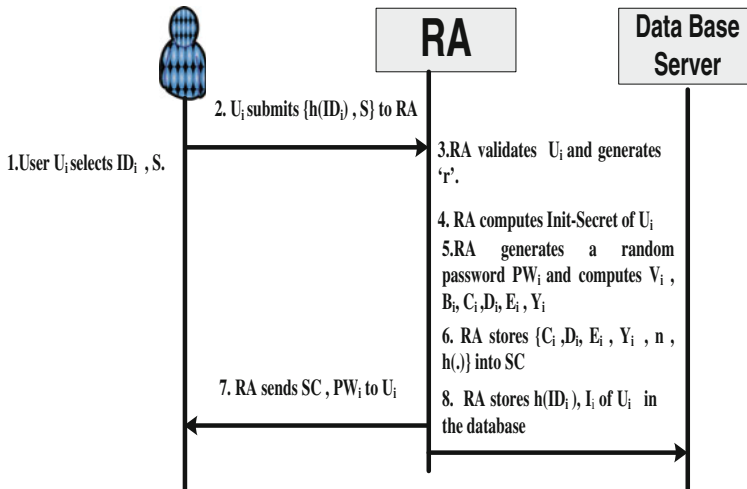 RA
Data Base
Server
2. Ui submits {h(IDi) , S} to RA
1.User Ui selects IDi , S.
3.RA validates Ui and generates
‘r’.
4. RA computes Init-Secret of Ui
5.RA generates a random
password PWi and computes Vi ,
Bi, Ci ,Di, Ei , Yi
6. RA stores {Ci ,Di, Ei , Yi , n ,
h(.)} into SC
7. RA sends SC , PWi to Ui
8. RA stores h(IDi ), Ii of Ui in
the database